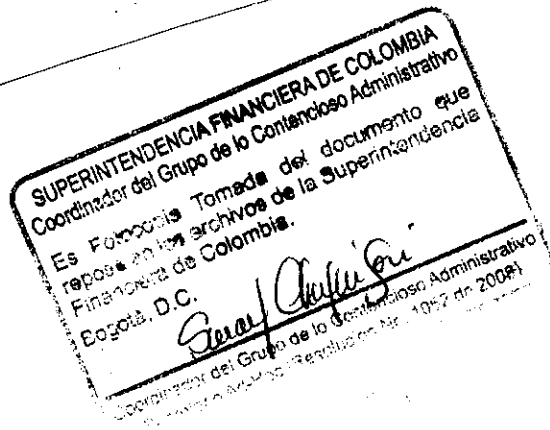 SUPERINTENDENCIA FINANCIERA DE COLOMBIA
Coordinador del Grupo de lo Contencioso Administrativo
Es Fotocopia Tomada del documento que
reposa en los archivos de la Superintendencia
Financiera de Colombia.
Bogotá, D.C.
Coordinador del Grupo de lo Contencioso Administrativo